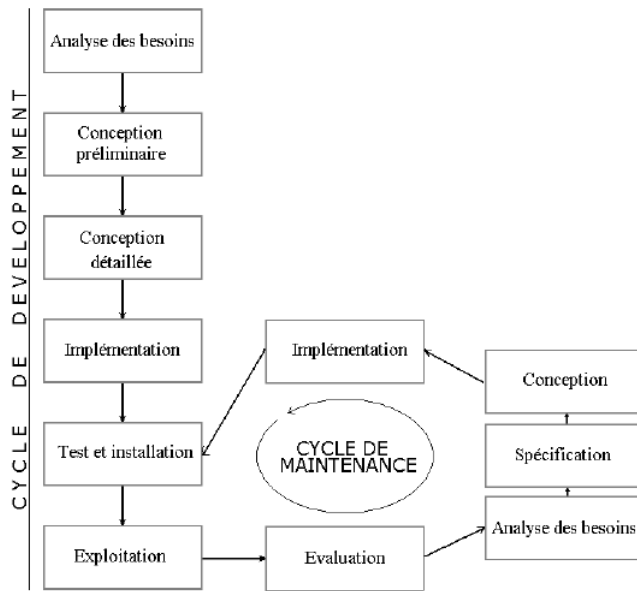 CYCLE DE DEVELOPPEMENT
Analyse des besoins
Conception
préliminaire
Conception
détaillée
Implémentation
Test et installation
Exploitation
Evaluation
Analyse des besoins
Spécification
Conception
Implémentation
CYCLE DE
MAINTENANCE